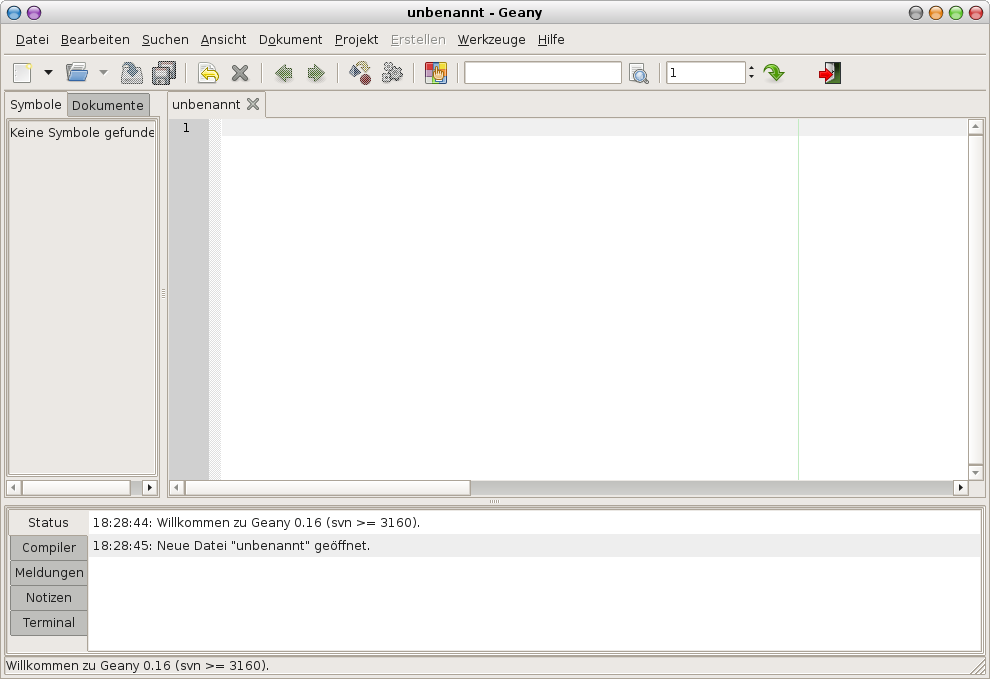 unbenannt - Geany
Datei Bearbeiten Suchen Ansicht Dokument Projekt Erstellen Werkzeuge Hilfe
1
Symbole Dokumente unbenannt
Keine Symbole gefunde
1
Status
Compiler
Meldungen
Notizen
Terminal
18:28:44: Willkommen zu Geany 0.16 (svn >= 3160).
18:28:45: Neue Datei "unbenannt" geöffnet.
Willkommen zu Geany 0.16 (svn >= 3160).